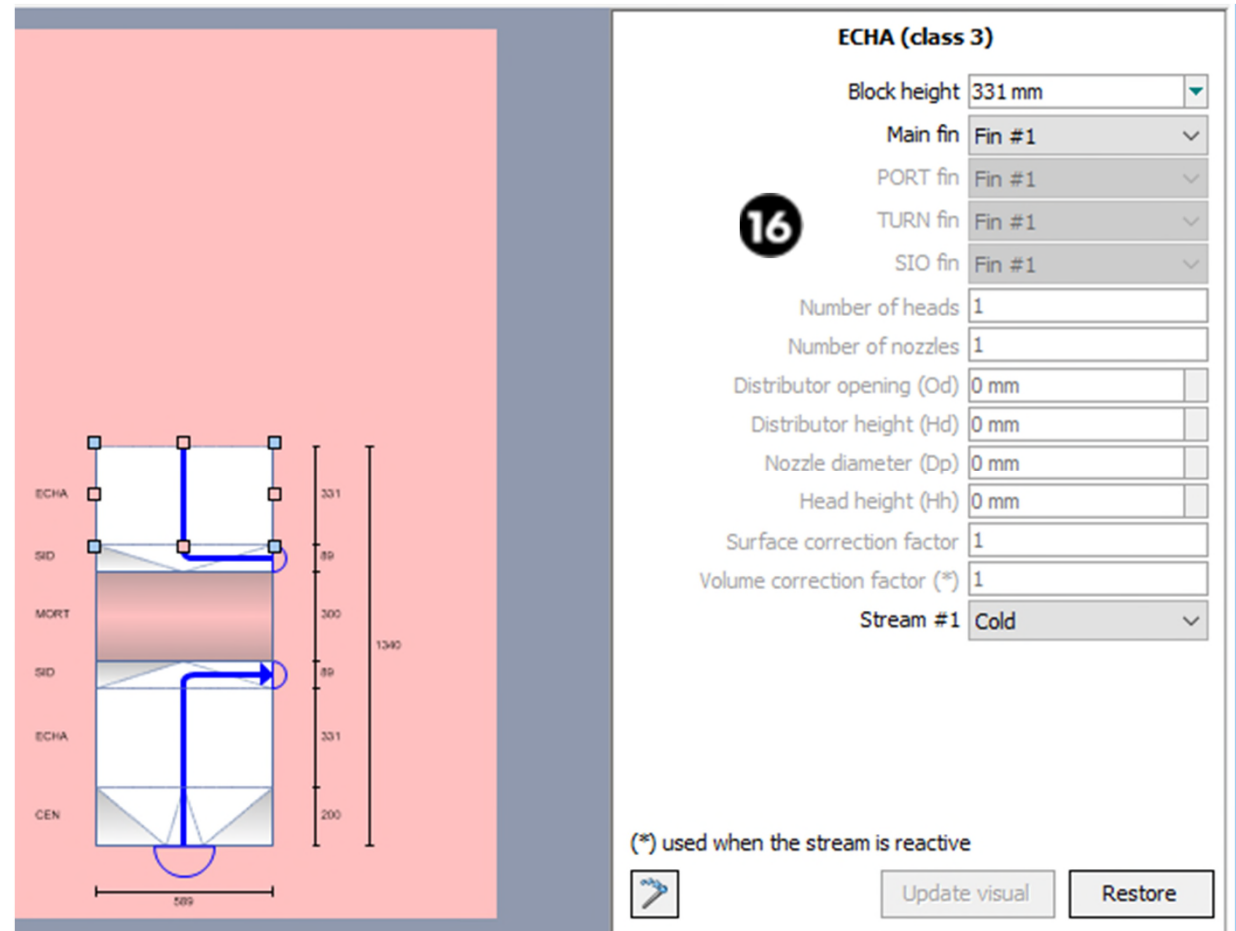 ECHA (class 3)
Block height 331 mm
Main fin Fin #1
PORT fin Fin #1
16
TURN fin Fin #1
SIO fin Fin #1
Number of heads 1
Number of nozzles 1
Distributor opening (Od) 0 mm
Distributor height (Hd) 0 mm
Nozzle diameter (Dp) 0 mm
Head height (Hh) 0 mm
Surface correction factor 1
Volume correction factor (*) 1
Stream #1 Cold
(*) used when the stream is reactive
Update visual Restore
ECHA 331
SID 89
MORT 300
1340
SID 89
ECHA 331
CEN 200
589